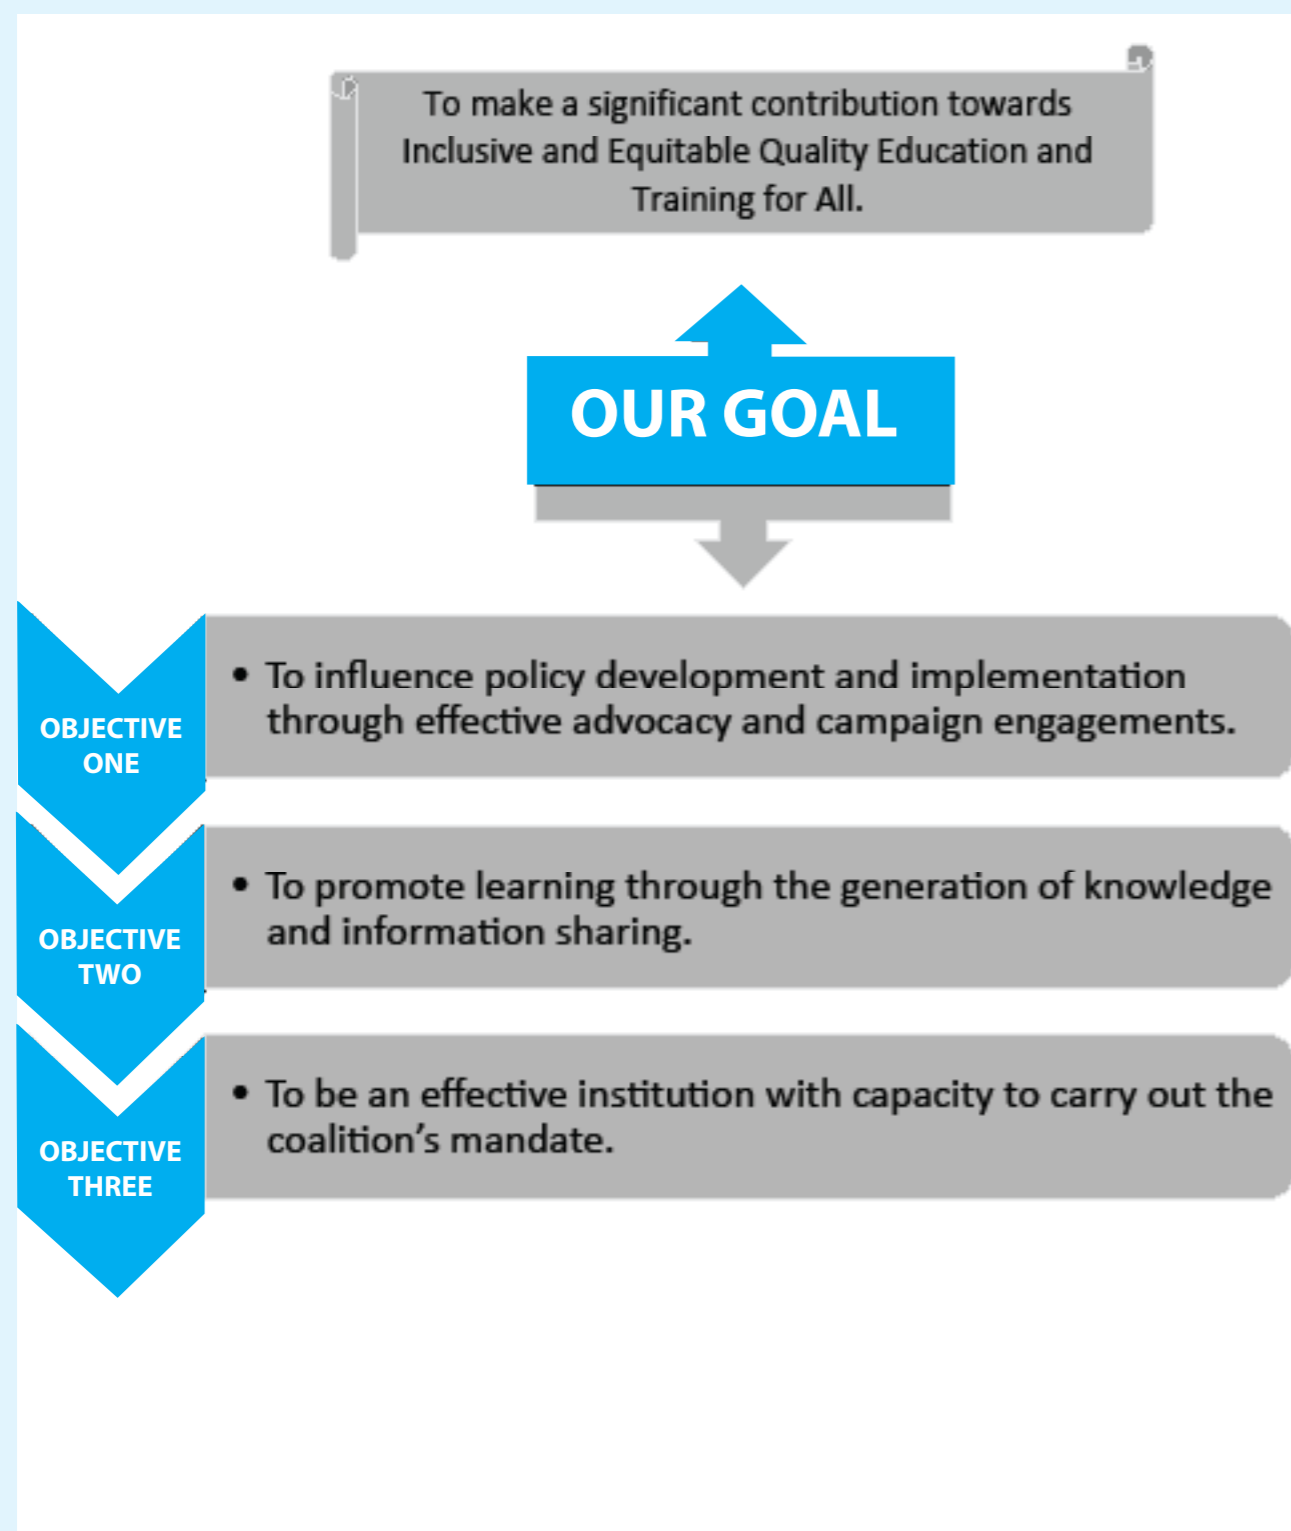 To make a significant contribution towards
Inclusive and Equitable Quality Education and
Training for All.
OUR GOAL
OBJECTIVE
ONE
• To influence policy development and implementation
through effective advocacy and campaign engagements.
OBJECTIVE
TWO
• To promote learning through the generation of knowledge
and information sharing.
OBJECTIVE
THREE
• To be an effective institution with capacity to carry out the
coalition’s mandate.